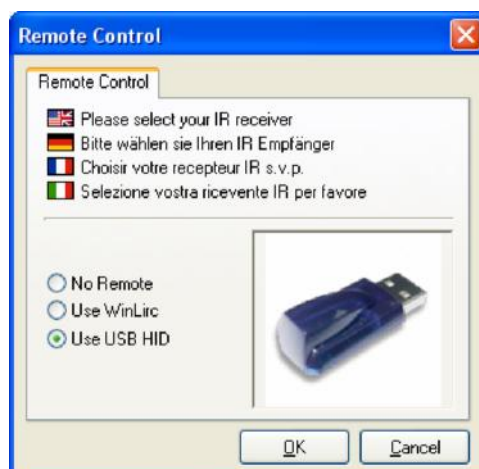 Remote Control
Remote Control
Please select your IR receiver
Bitte wählen sie Ihren IR Empfänger
Choisir votre recepteur IR s.v.p.
Selezione vostra ricevente IR per favore
No Remote
Use WinLirc
Use USB HID
OK
Cancel